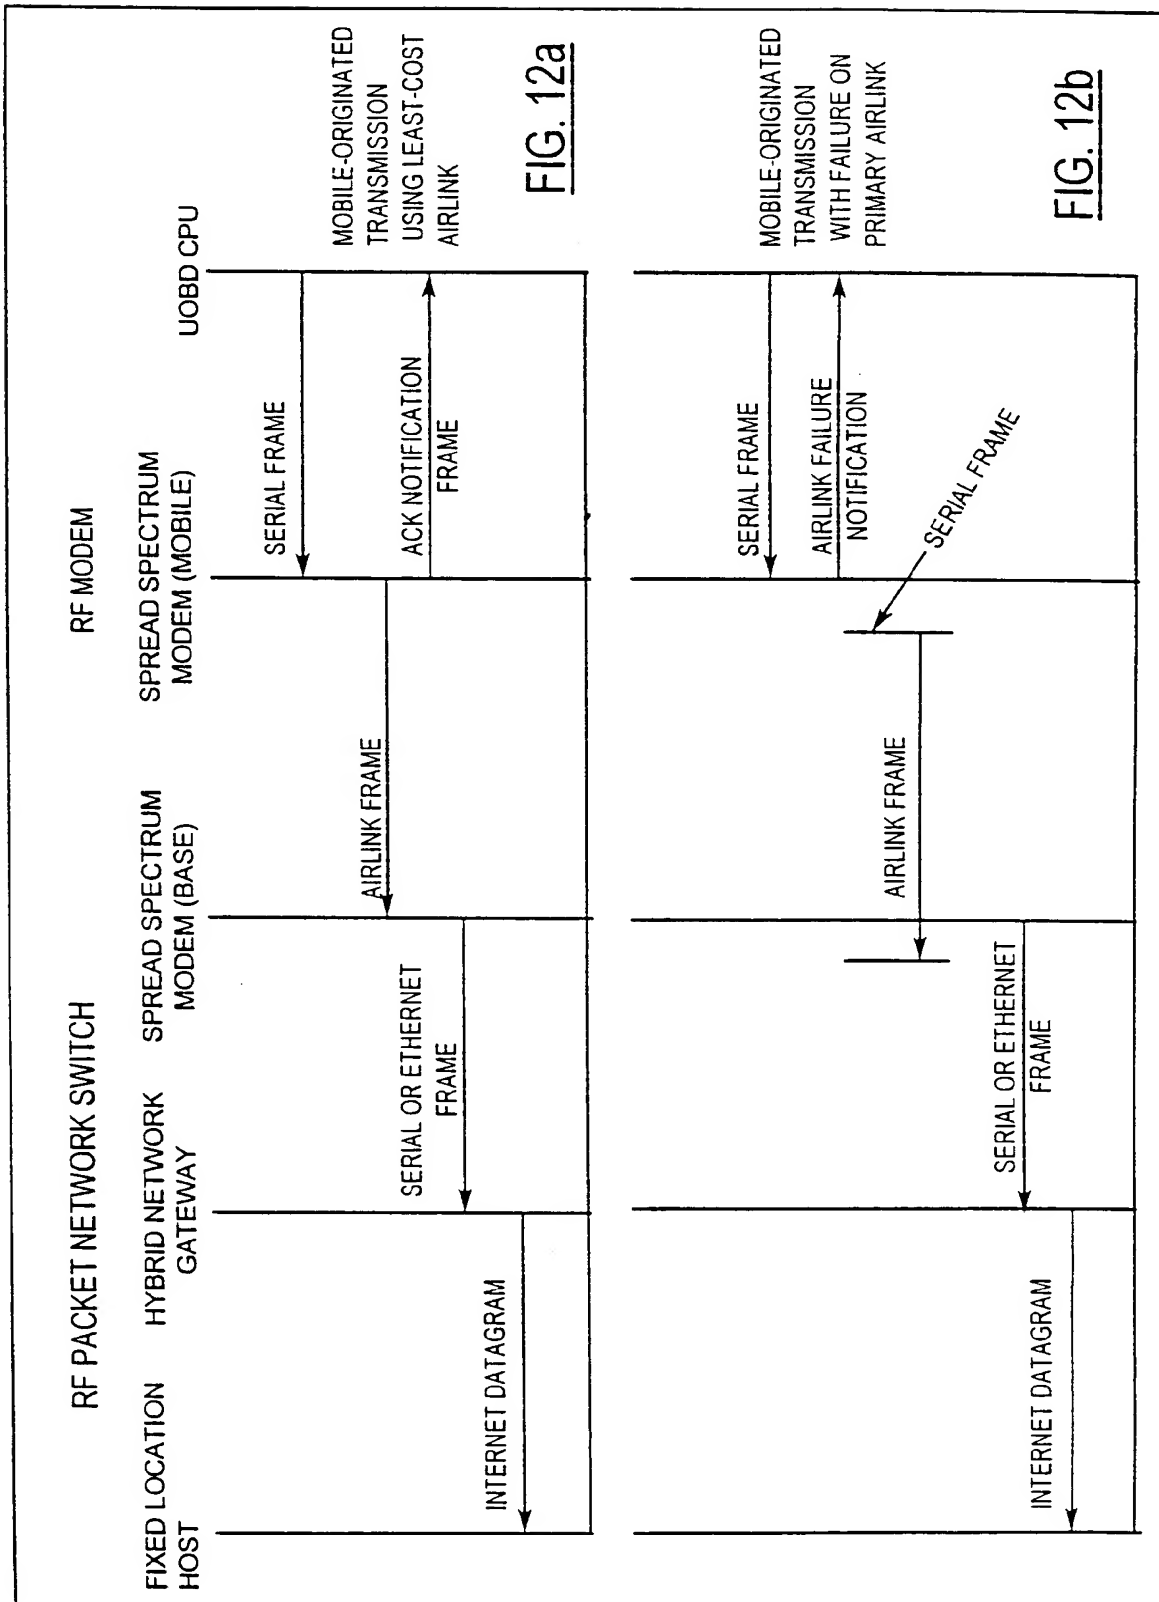 RF PACKET NETWORK SWITCH
RF MODEM
FIXED LOCATION
HOST
HYBRID NETWORK
GATEWAY
SPREAD SPECTRUM
MODEM (BASE)
SPREAD SPECTRUM
MODEM (MOBILE)
UOBD CPU
SERIAL FRAME
AIRLINK FRAME
ACK NOTIFICATION
FRAME
SERIAL OR ETHERNET
FRAME
INTERNET DATAGRAM
MOBILE-ORIGINATED
TRANSMISSION
USING LEAST-COST
AIRLINK
FIG. 12a
SERIAL FRAME
AIRLINK FAILURE
NOTIFICATION
SERIAL FRAME
AIRLINK FRAME
SERIAL OR ETHERNET
FRAME
INTERNET DATAGRAM
MOBILE-ORIGINATED
TRANSMISSION
WITH FAILURE ON
PRIMARY AIRLINK
FIG. 12b